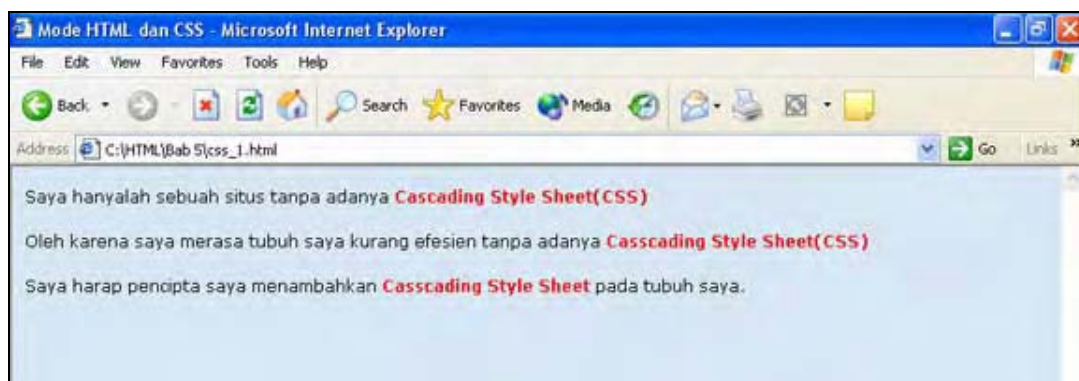 Mode HTML dan CSS - Microsoft Internet Explorer
File Edit View Favorites Tools Help
Back Search Favorites Media
Address C:\HTML\Bab 5\css_1.html Go Links »
Saya hanyalah sebuah situs tanpa adanya Cascading Style Sheet(CSS)
Oleh karena saya merasa tubuh saya kurang efesien tanpa adanya Casscading Style Sheet(CSS)
Saya harap pencipta saya menambahkan Casscading Style Sheet pada tubuh saya.